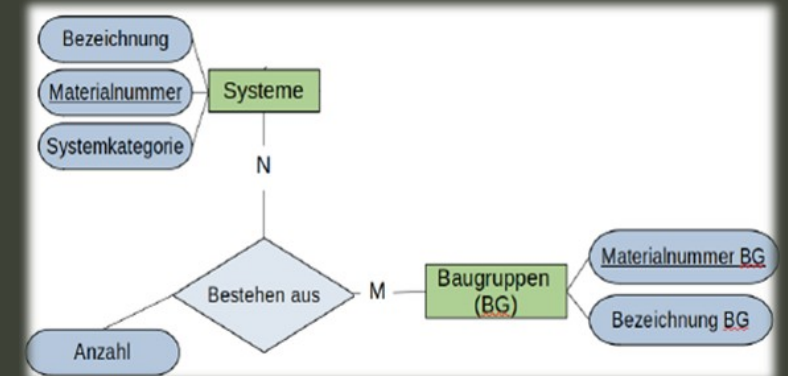 Bezeichnung
Materialnummer
Systeme
Systemkategorie
N
Bestehen aus
M
Baugruppen
(BG)
Materialnummer BG
Bezeichnung BG
Anzahl